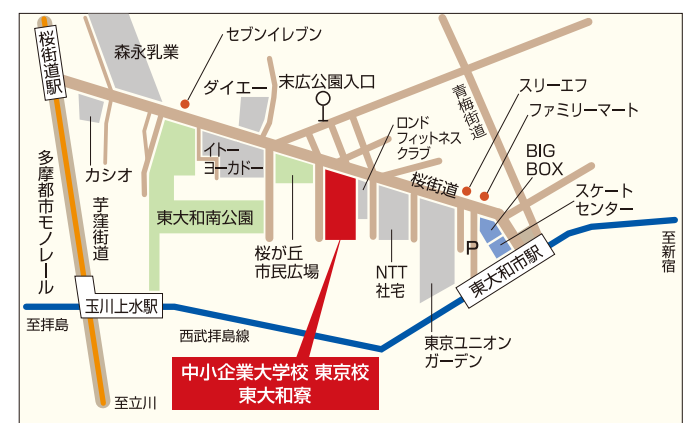 桜街道駅
森永乳業
セブンイレブン
ダイエー
末広公園入口
青梅街道
スリーエフ
ファミリーマート
BIG
BOX
スケート
センター
ロンド
フィットネス
クラブ
桜街道
カシオ
イトー
ヨーカドー
多摩都市モノレール
芋窪街道
東大和南公園
桜が丘
市民広場
NTT
社宅
P
東大和市駅
至新宿
玉川上水駅
至拝島
西武拝島線
東京ユニオン
ガーデン
中小企業大学校 東京校
東大和寮
至立川